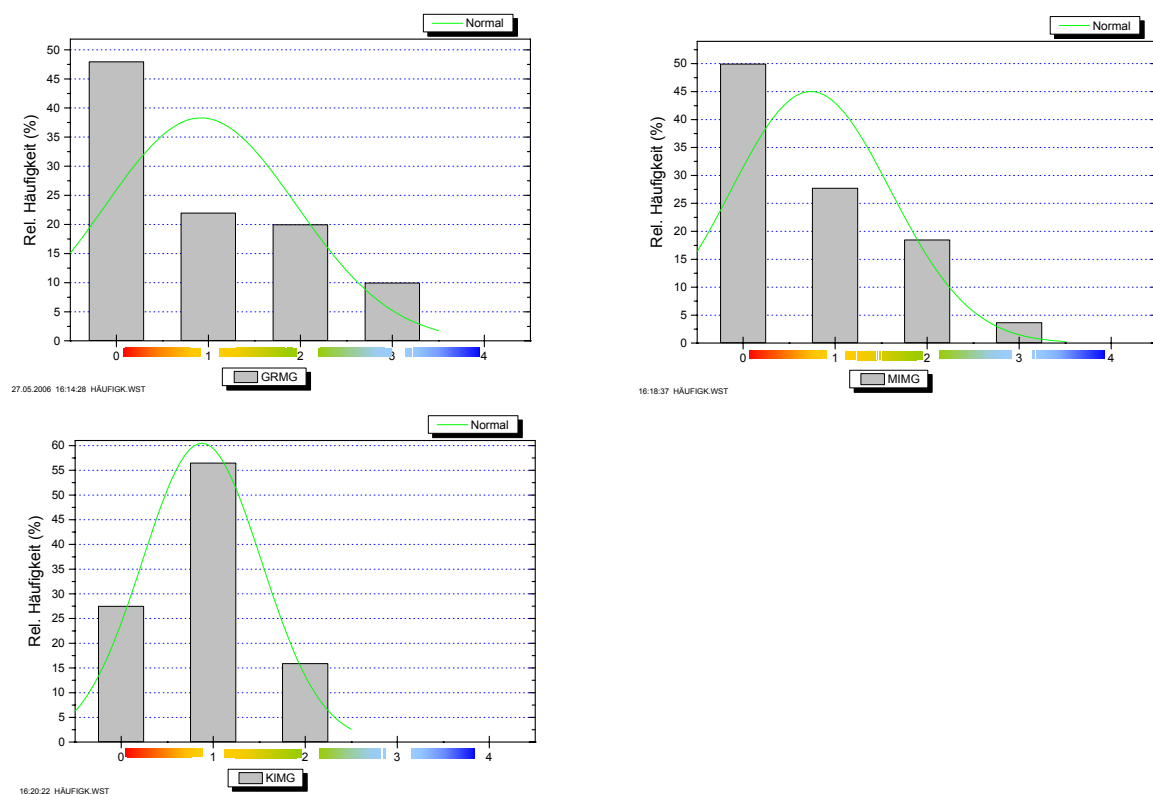 Normal
Rel. Häufigkeit (%)
50
45
40
35
30
25
20
15
10
5
0
0 1 2 3 4
GRMG
27.05.2006 16:14:28 HÄUFIGK.WST
Normal
Rel. Häufigkeit (%)
50
45
40
35
30
25
20
15
10
5
0
0 1 2 3 4
MIMG
16:18:37 HÄUFIGK.WST
Normal
Rel. Häufigkeit (%)
60
55
50
45
40
35
30
25
20
15
10
5
0
0 1 2 3 4
KIMG
16:20:22 HÄUFIGK.WST